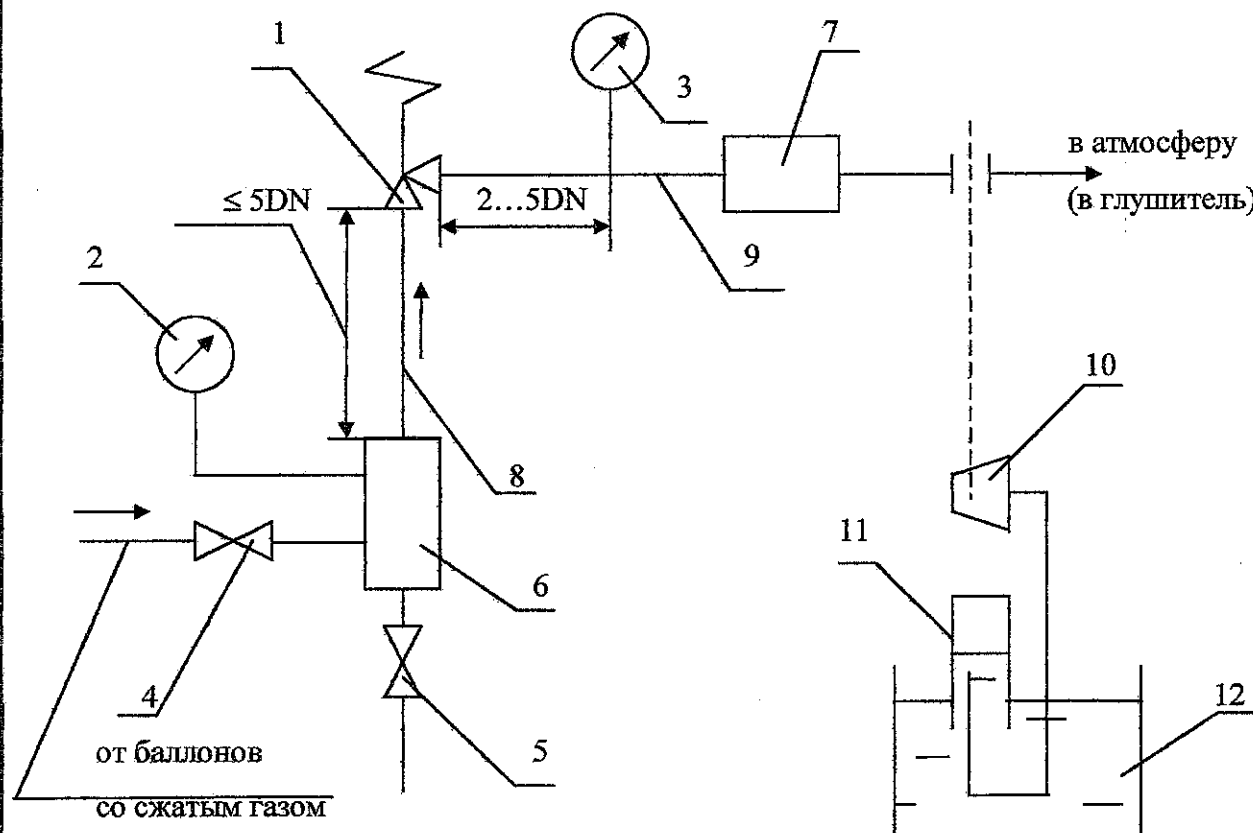 1
7
3
в атмосферу
(в глушитель)
≤ 5DN
2...5DN
9
2
10
8
11
6
4
12
5
от баллонов
со сжатым газом